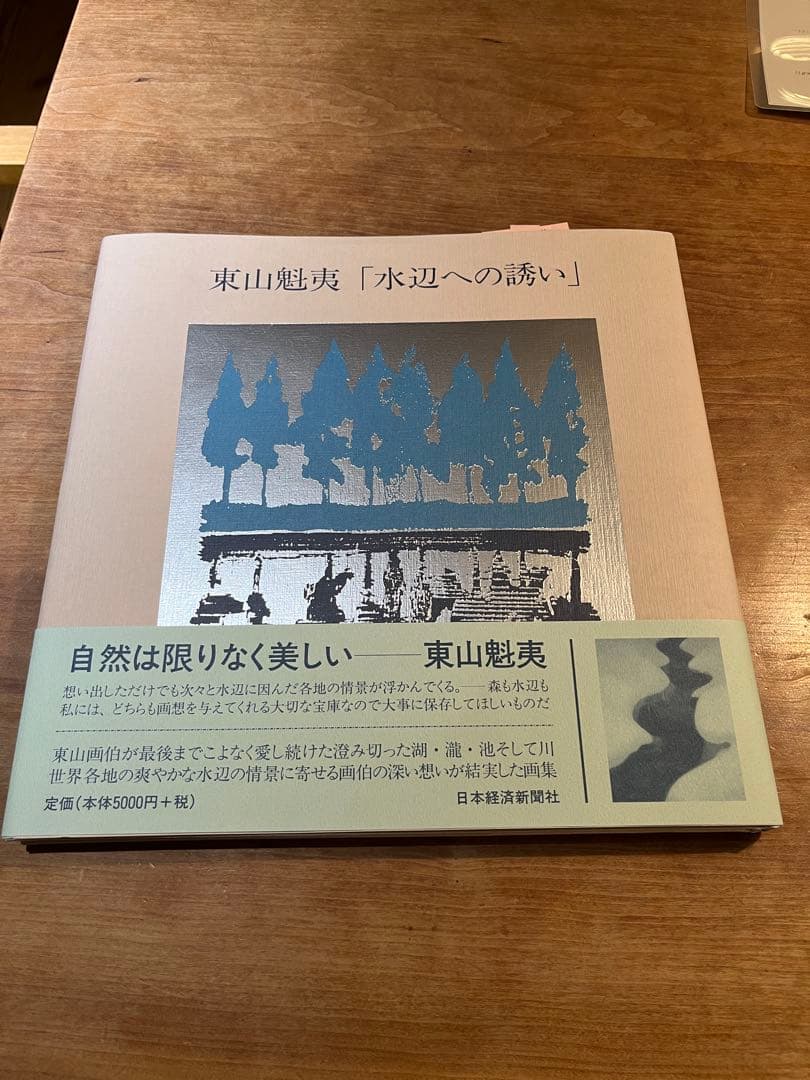 東山魁夷「水辺への誘い」
自然は限りなく美しい──東山魁夷
想い出しただけでも次々と水辺に因んだ各地の情景が浮かんでくる。──森も水辺も
私には、どちらも画想を与えてくれる大切な宝庫なので大事に保存してほしいものだ
東山画伯が最後までこよなく愛し続けた澄み切った湖・瀧・池そして川
世界各地の爽やかな水辺の情景に寄せる画伯の深い想いが結実した画集
定価(本体5000円+税)
日本経済新聞社